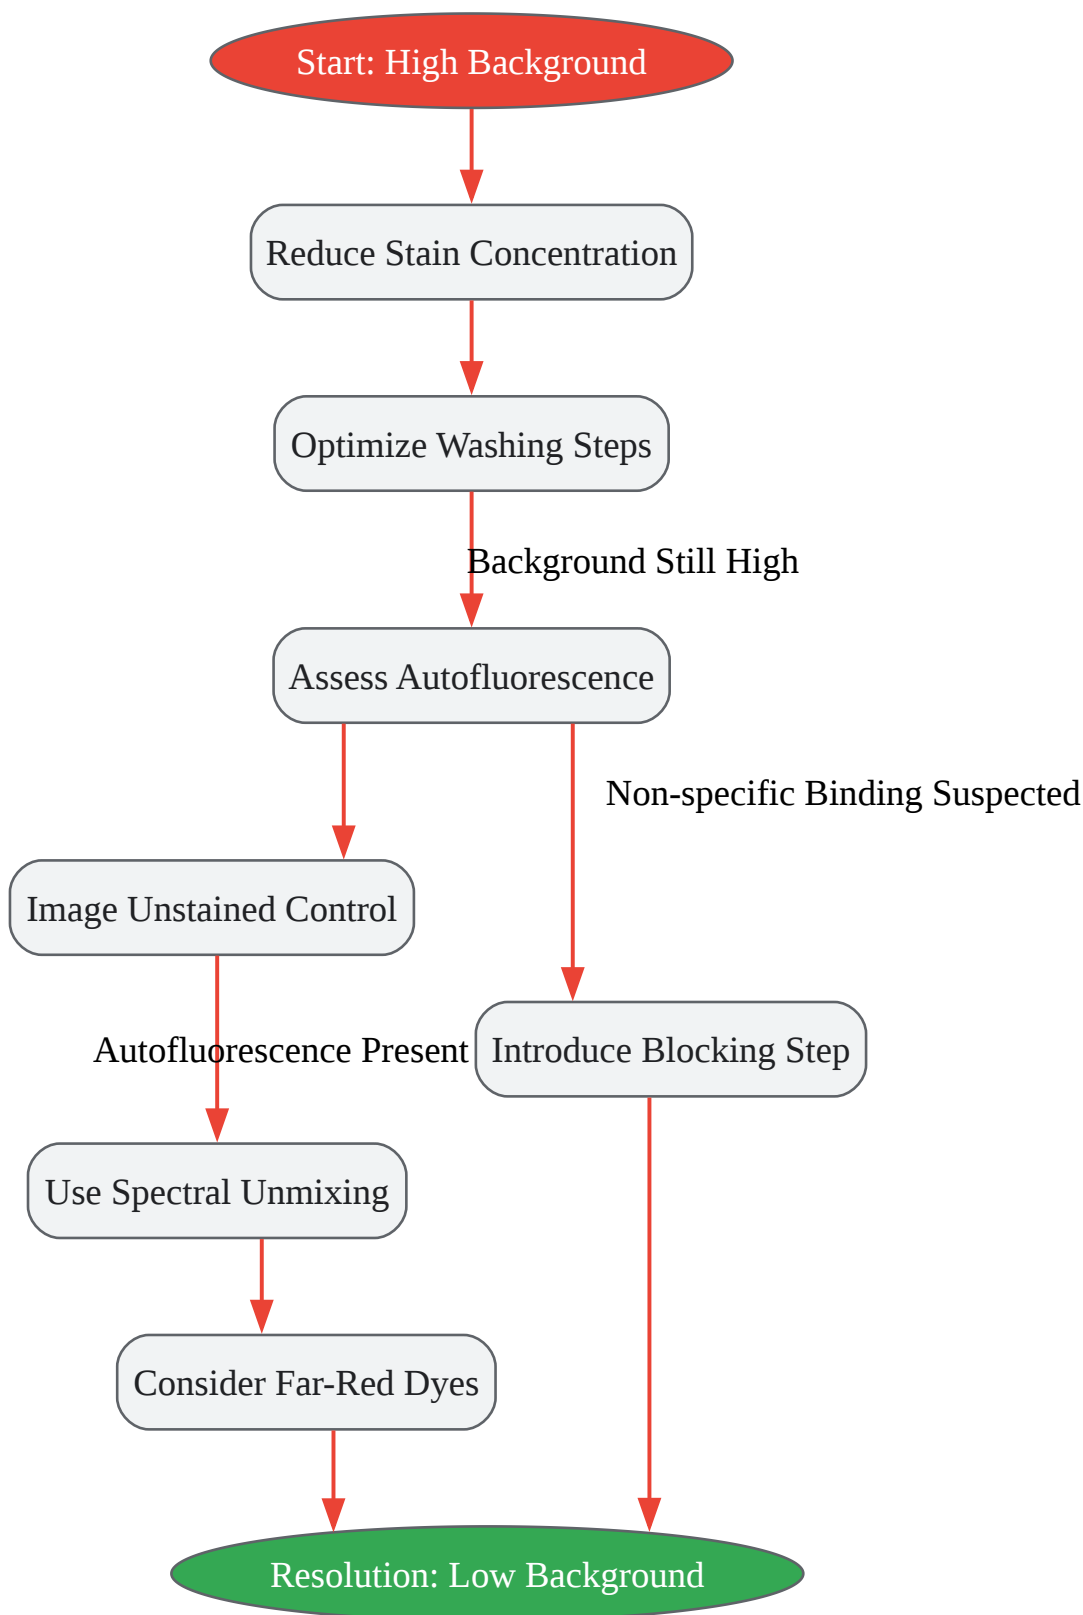 Start: High Background
Reduce Stain Concentration
Optimize Washing Steps
Background Still High
Assess Autofluorescence
Non-specific Binding Suspected
Image Unstained Control
Autofluorescence Present
Introduce Blocking Step
Use Spectral Unmixing
Consider Far-Red Dyes
Resolution: Low Background